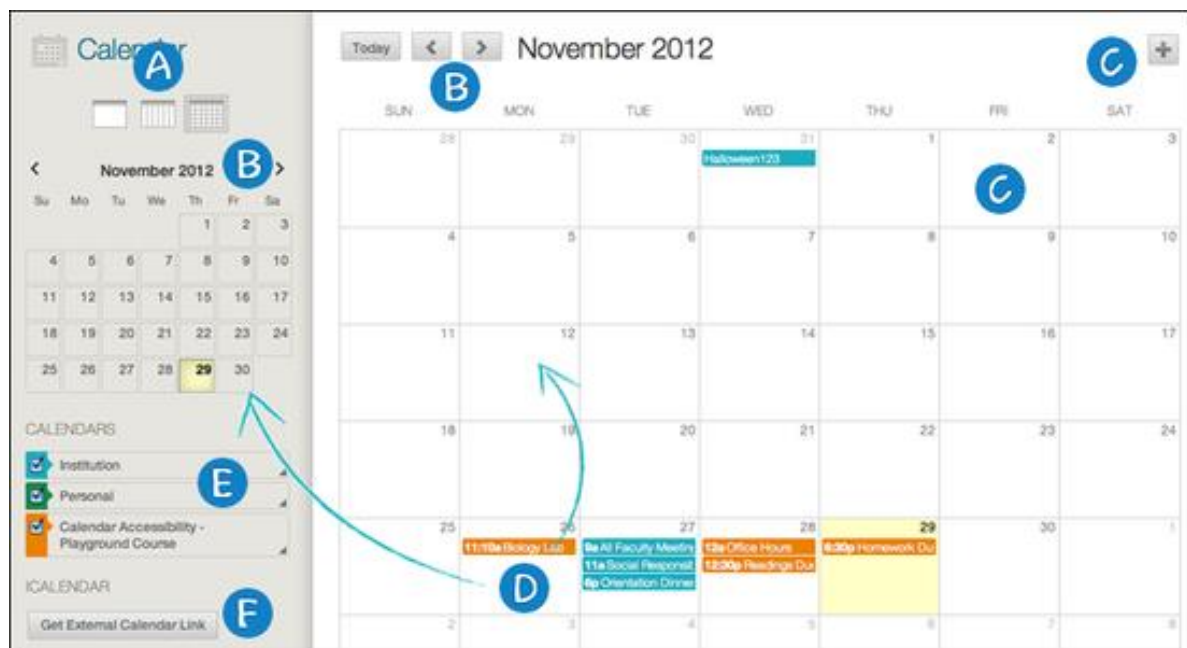 Calendar
A
B
November 2012
Su Mo Tu We Th Fr Sa
1 2 3
4 5 6 7 8 9 10
11 12 13 14 15 16 17
18 19 20 21 22 23 24
25 26 27 28 29 30
CALENDARS
Institution
E
Personal
Calendar Accessibility -
Playground Course
ICALENDAR
Get External Calendar Link
F
Today
B
November 2012
C
SUN MON TUE WED THU FRI SAT
28 29 30 31 1 2 3
Halloween123
C
4 5 6 7 8 9 10
11 12 13 14 15 16 17
18 19 20 21 22 23 24
25 26 27 28 29 30 1
11:10a Biology Lab 9a All Faculty Meeting 12a Office Hours 6:30p Homework Du
11a Social Responsit 12:30p Readings Due
6p Orientation Dinner
D
2 3 4 5 6 7 8